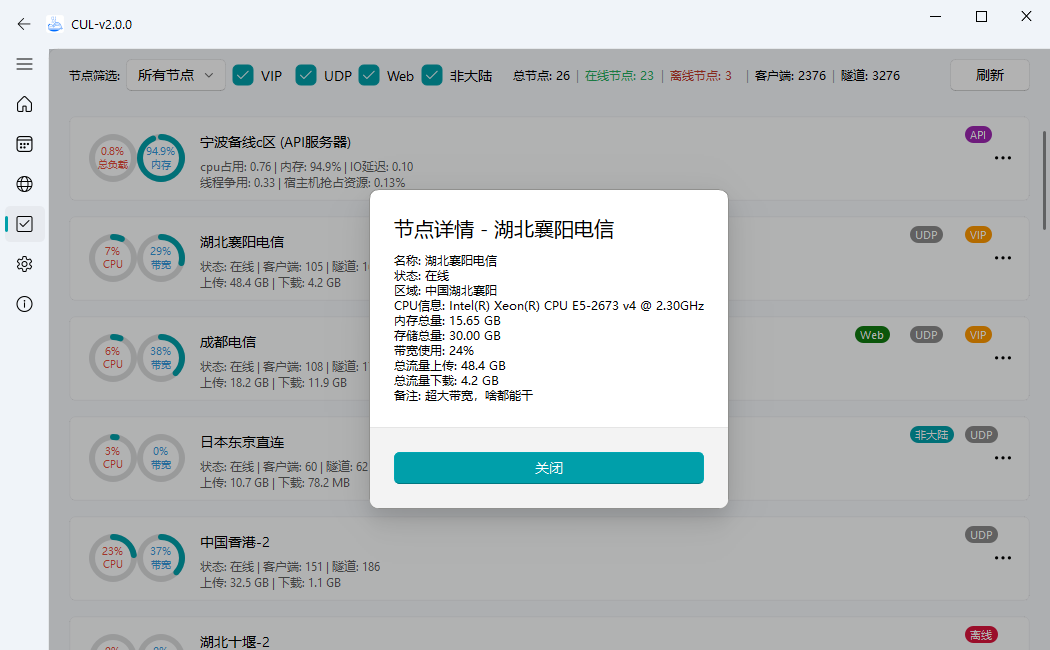 CUL-v2.0.0
节点筛选: 所有节点 VIP UDP Web 非大陆 总节点: 26 | 在线节点: 23 | 离线节点: 3 | 客户端: 2376 | 隧道: 3276 刷新
0.8% 总负载
94.9% 内存
宁波备线c区 (API服务器)
cpu占用: 0.76 | 内存: 94.9% | IO延迟: 0.10
线程争用: 0.33 | 宿主机抢占资源: 0.13%
API
7% CPU
29% 带宽
湖北襄阳电信
状态: 在线 | 客户端: 105 | 隧道:
上传: 48.4 GB | 下载: 4.2 GB
UDP VIP
6% CPU
38% 带宽
成都电信
状态: 在线 | 客户端: 108 | 隧道:
上传: 18.2 GB | 下载: 11.9 GB
Web UDP VIP
3% CPU
0% 带宽
日本东京直连
状态: 在线 | 客户端: 60 | 隧道: 62
上传: 10.7 GB | 下载: 78.2 MB
非大陆 UDP
23% CPU
37% 带宽
中国香港-2
状态: 在线 | 客户端: 151 | 隧道: 186
上传: 32.5 GB | 下载: 1.1 GB
UDP
湖北十堰-2
离线
节点详情 - 湖北襄阳电信
名称: 湖北襄阳电信
状态: 在线
区域: 中国湖北襄阳
CPU信息: Intel(R) Xeon(R) CPU E5-2673 v4 @ 2.30GHz
内存总量: 15.65 GB
存储总量: 30.00 GB
带宽使用: 24%
总流量上传: 48.4 GB
总流量下载: 4.2 GB
备注: 超大带宽，啥都能干
关闭